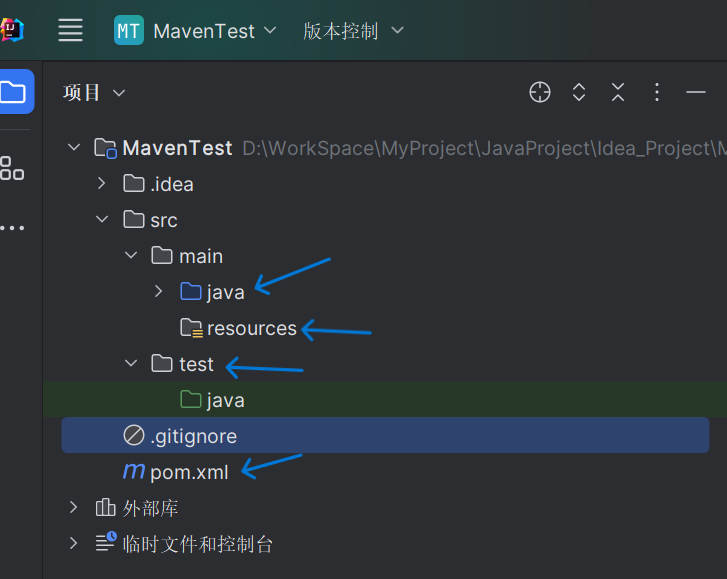 MT MavenTest 版本控制
项目
MavenTest D:\WorkSpace\MyProject\JavaProject\Idea_Project\M
.idea
src
main
java
resources
test
java
.gitignore
m pom.xml
外部库
临时文件和控制台